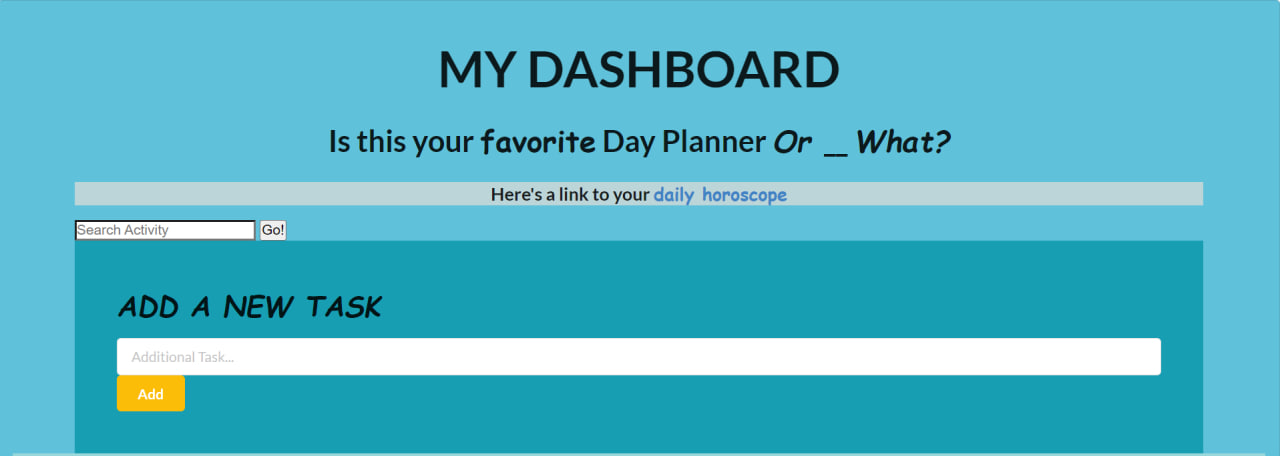 MY DASHBOARD
Is this your favorite Day Planner Or __ What?
Here's a link to your daily horoscope
Search Activity Go!
ADD A NEW TASK
Additional Task...
Add